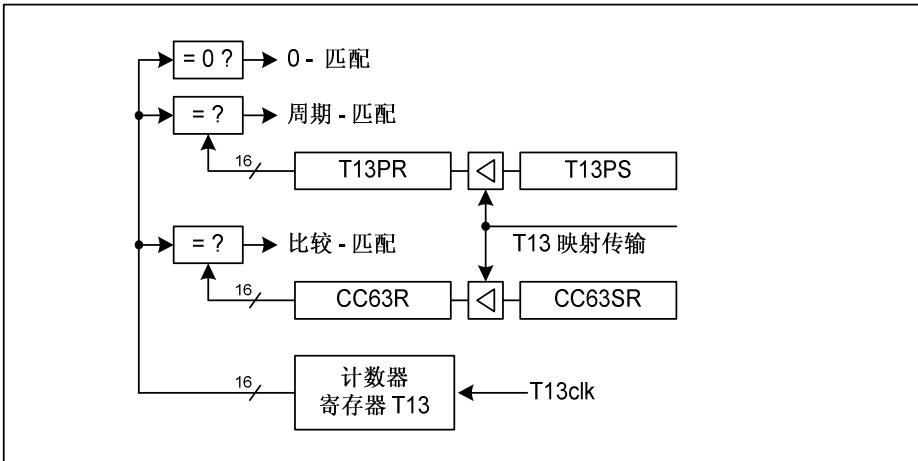 = 0 ?
0 - 匹配
= ?
周期 - 匹配
16
T13PR
T13PS
T13 映射传输
= ?
比较 - 匹配
16
CC63R
CC63SR
16
计数器
寄存器 T13
T13clk